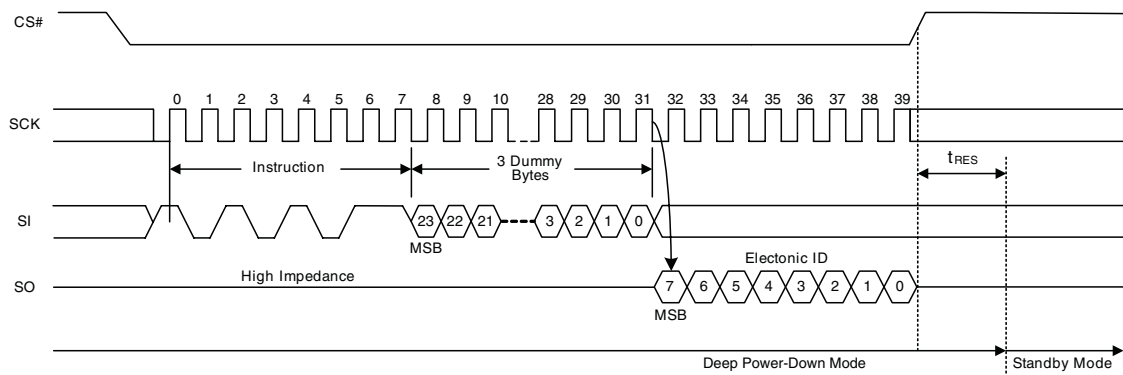 CS#
0 1 2 3 4 5 6 7 8 9 10 28 29 30 31 32 33 34 35 36 37 38 39
SCK
Instruction
3 Dummy
Bytes
tRES
SI
23 22 21 3 2 1 0
MSB
High Impedance
Electonic ID
SO
7 6 5 4 3 2 1 0
MSB
Deep Power-Down Mode
Standby Mode